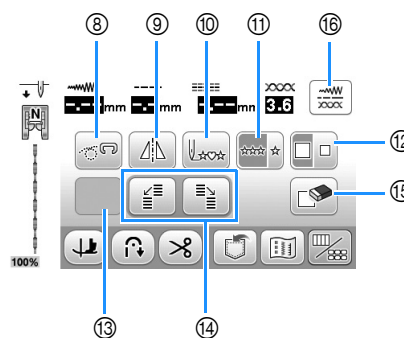 ⑧ ⑨ ⑩ ⑪ ⑯
-.- mm -.- mm -.-- mm 3.6
N
⑫
⑮
100%
⑬ ⑭